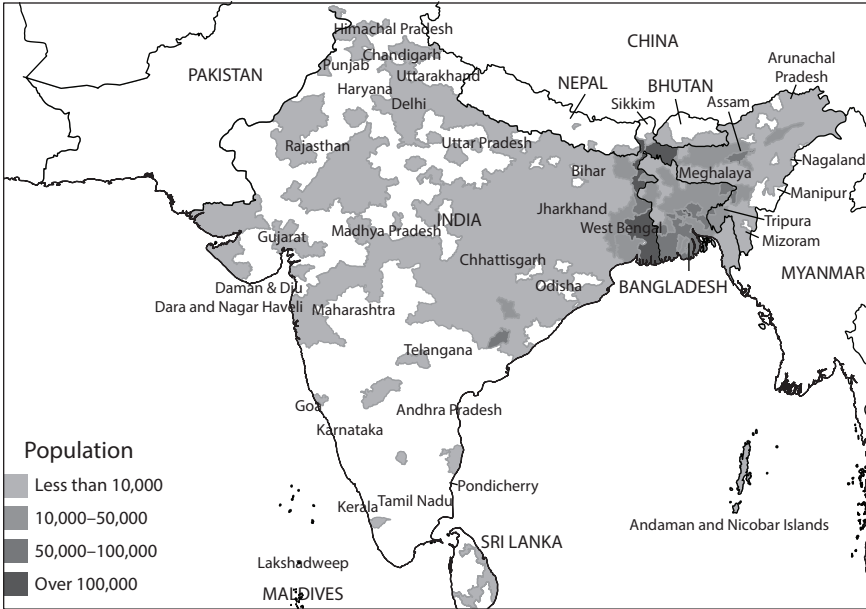 Himachal Pradesh
CHINA
Chandigarh
Punjab
Uttarakhand
PAKISTAN
Arunachal
Pradesh
NEPAL
BHUTAN
Haryana
Sikkim
Assam
Delhi
Rajasthan
Uttar Pradesh
Nagaland
Bihar
Meghalaya
Manipur
Jharkhand
INDIA
Tripura
West Bengal
Madhya Pradesh
Gujarat
Mizoram
Chhattisgarh
MYANMAR
Odisha
BANGLADESH
Daman & Diu
Dara and Nagar Haveli
Maharashtra
Telangana
Goa
Andhra Pradesh
Karnataka
Population
Less than 10,000
10,000–50,000
50,000–100,000
Over 100,000
Pondicherry
Kerala
Tamil Nadu
Andaman and Nicobar Islands
SRI LANKA
Lakshadweep
MALDIVES